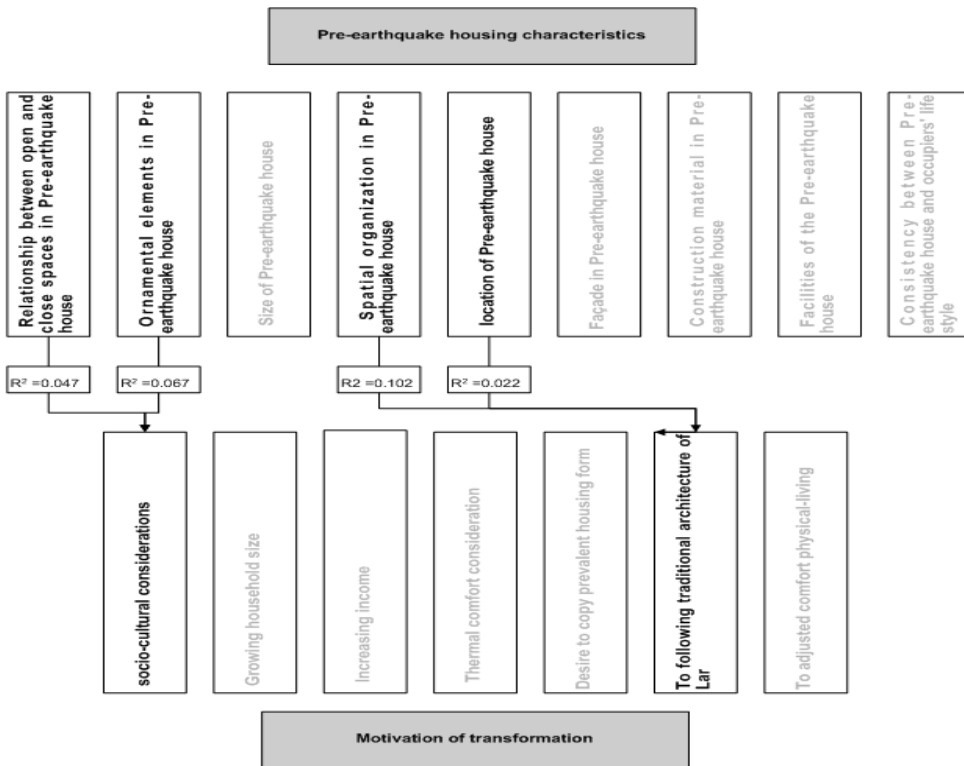 Pre-earthquake housing characteristics
Relationship between open and
close spaces in Pre-earthquake
house
Ornamental elements in Pre-
earthquake house
Size of Pre-earthquake house
Spatial organization in Pre-
earthquake house
location of Pre-earthquake house
Façade in Pre-earthquake house
Construction material in Pre-
earthquake house
Facilities of the Pre-earthquake
house
Consistency between Pre-
earthquake house and occupiers' life
style
R² =0.047
R² =0.067
R2 =0.102
R² =0.022
socio-cultural considerations
Growing household size
Increasing income
Thermal comfort consideration
Desire to copy prevalent housing form
To following traditional architecture of
Lar
To adjusted comfort physical-living
Motivation of transformation